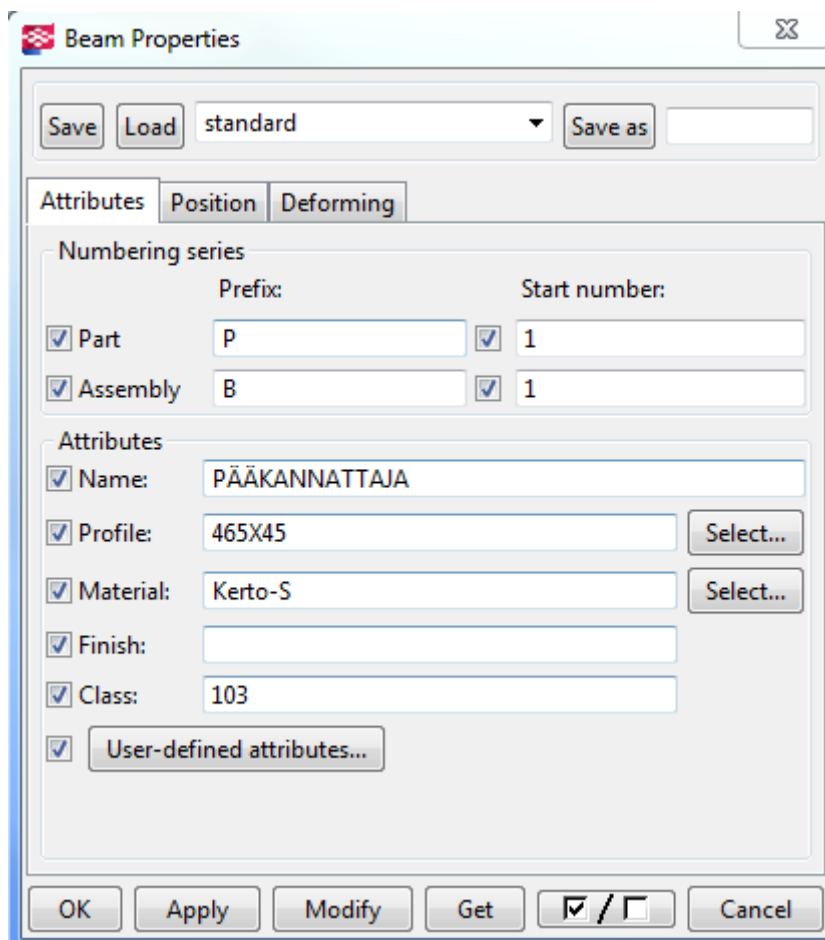 Beam Properties
Save Load standard Save as
Attributes Position Deforming
Numbering series
Prefix: Start number:
Part P 1
Assembly B 1
Attributes
Name: PÄÄKANNATTAJA
Profile: 465X45 Select...
Material: Kerto-S Select...
Finish:
Class: 103
User-defined attributes...
OK Apply Modify Get / Cancel